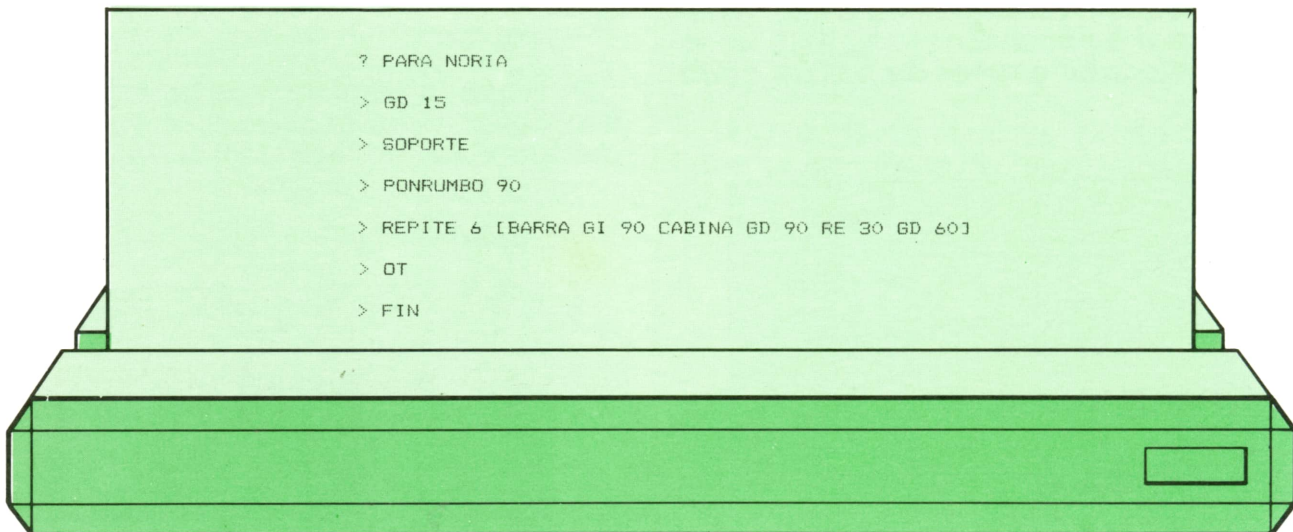 ? PARA NORIA
> GD 15
> SOPORTE
> PONRUMBO 90
> REPITE 6 [BARRA GI 90 CABINA GD 90 RE 30 GD 60]
> OT
> FIN